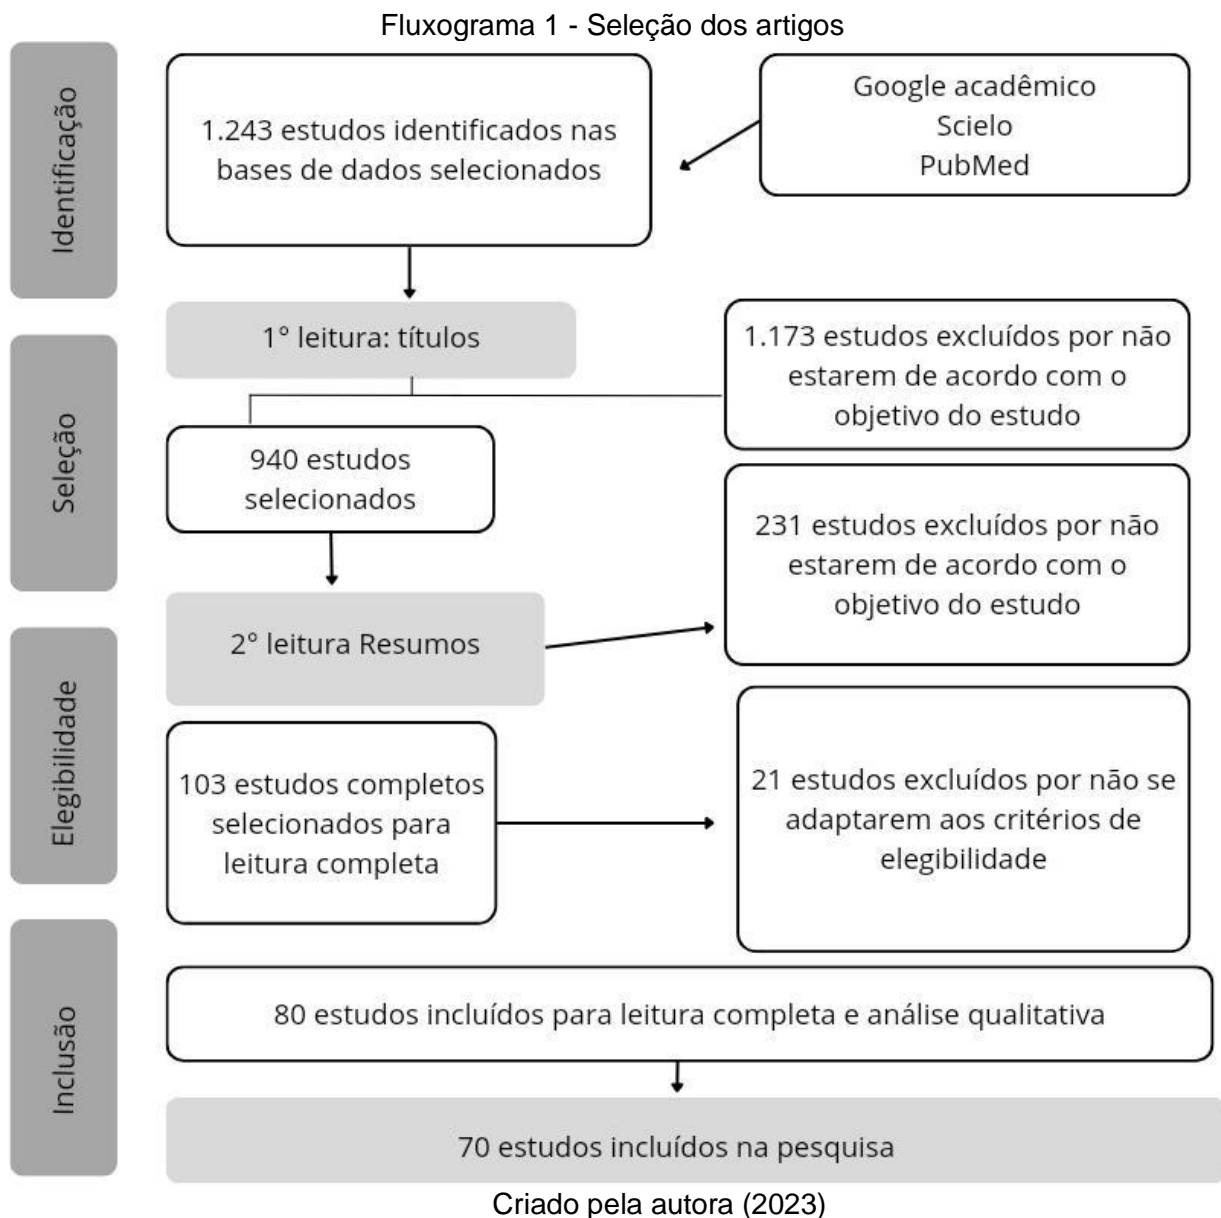 Fluxograma 1 - Seleção dos artigos
Identificação
1.243 estudos identificados nas
bases de dados selecionados
Google acadêmico
Scielo
PubMed
Seleção
1° leitura: títulos
1.173 estudos excluídos por não
estarem de acordo com o
objetivo do estudo
940 estudos
selecionados
231 estudos excluídos por não
estarem de acordo com o
objetivo do estudo
2° leitura Resumos
Elegibilidade
103 estudos completos
selecionados para
leitura completa
21 estudos excluídos por não se
adaptarem aos critérios de
elegibilidade
Inclusão
80 estudos incluídos para leitura completa e análise qualitativa
70 estudos incluídos na pesquisa
Criado pela autora (2023)